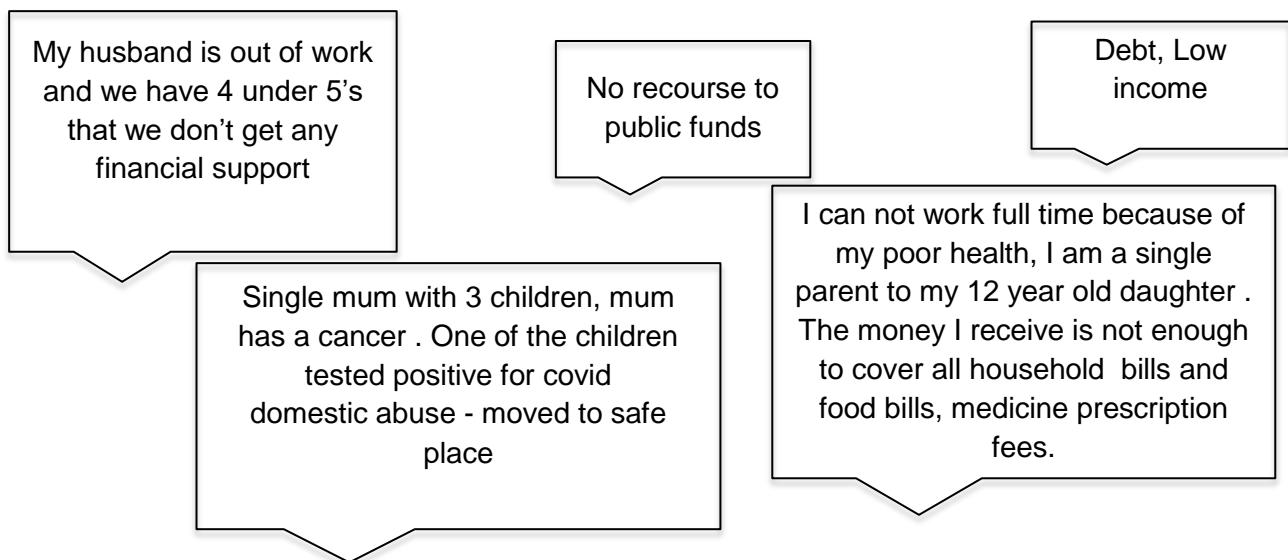 My husband is out of work
and we have 4 under 5’s
that we don’t get any
financial support
No recourse to
public funds
Debt, Low
income
Single mum with 3 children, mum
has a cancer . One of the children
tested positive for covid
domestic abuse - moved to safe
place
I can not work full time because of
my poor health, I am a single
parent to my 12 year old daughter .
The money I receive is not enough
to cover all household  bills and
food bills, medicine prescription
fees.